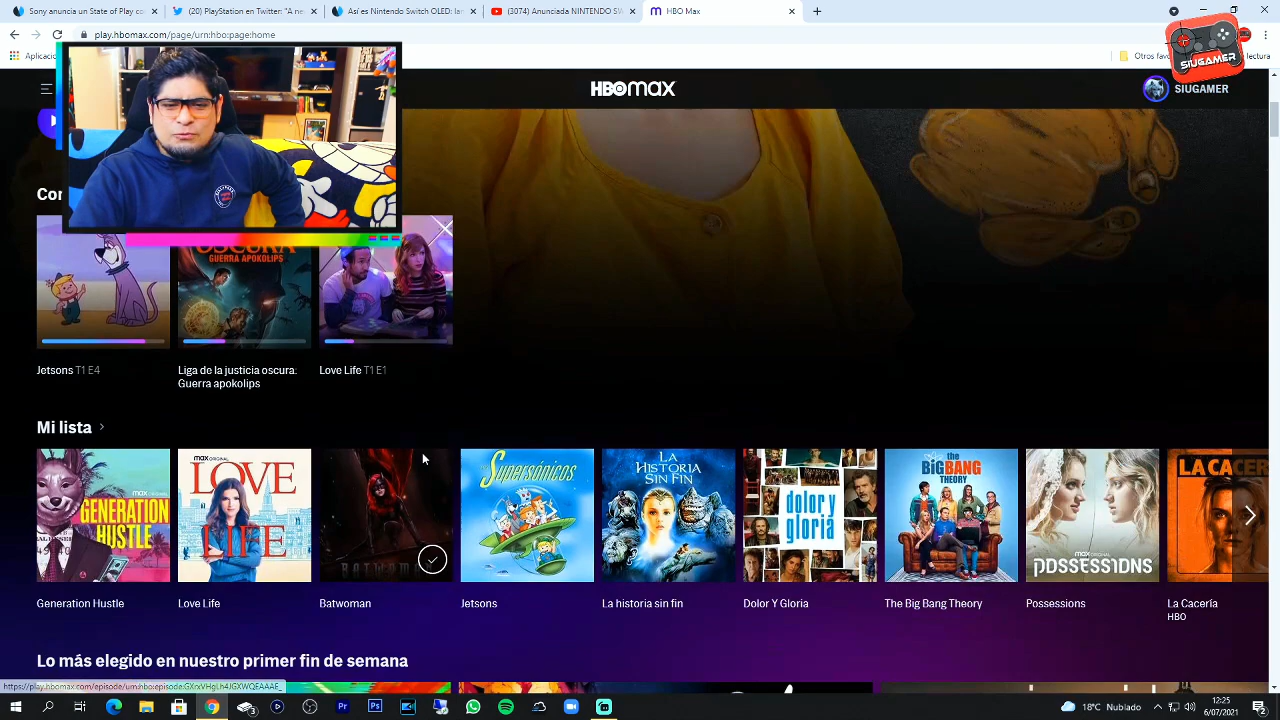 Sony anuncia un State of Play co
(20) PlayStation en Twitter: "A ne
Así es Nintendo Switch OLED: lar
(3074) Anunciada NINTENDO SW
HBO Max
play.hbomax.com/page/urn:hbo:page:home
Aplicacio
Otros favo
lectura
SIUGAMER
HBOmax
SIUGAMER
Con
OSCURA
GUERRA APOKOLIPS
Jetsons T1 E4
Liga de la justicia oscura:
Guerra apokolips
Love Life T1 E1
Mi lista
max ORIGINAL
GENERATION
HUSTLE
max ORIGINAL
LOVE
LIFE
BATWOMAN
Los
Supersónicos
LA
HISTORIA
SIN FIN
dolor y
gloria
the
BIGBANG
THEORY
max ORIGINAL
POSSESSIONS
LA CACER
Generation Hustle
Love Life
Batwoman
Jetsons
La historia sin fin
Dolor Y Gloria
The Big Bang Theory
Possessions
La Cacería
HBO
Lo más elegido en nuestro primer fin de semana
18°C Nublado
12:25
6/07/2021